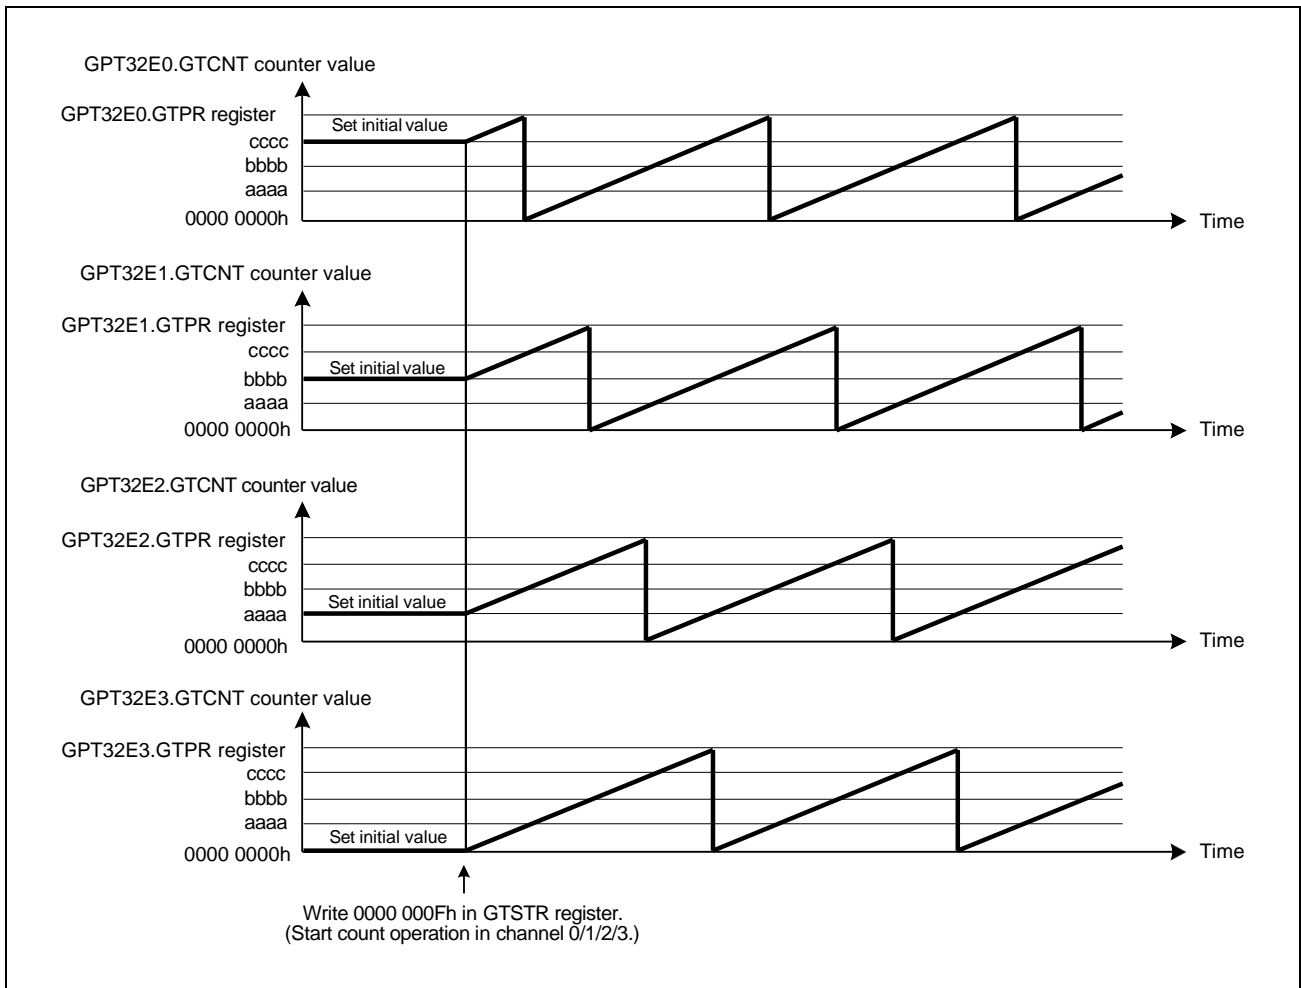 GPT32E0.GTCNT counter value
GPT32E0.GTPR register
Set initial value
cccc
bbbb
aaaa
0000 0000h
Time
GPT32E1.GTCNT counter value
GPT32E1.GTPR register
cccc
Set initial value
bbbb
aaaa
0000 0000h
Time
GPT32E2.GTCNT counter value
GPT32E2.GTPR register
cccc
bbbb
Set initial value
aaaa
0000 0000h
Time
GPT32E3.GTCNT counter value
GPT32E3.GTPR register
cccc
bbbb
aaaa
Set initial value
0000 0000h
Time
Write 0000 000Fh in GTSTR register.
(Start count operation in channel 0/1/2/3.)